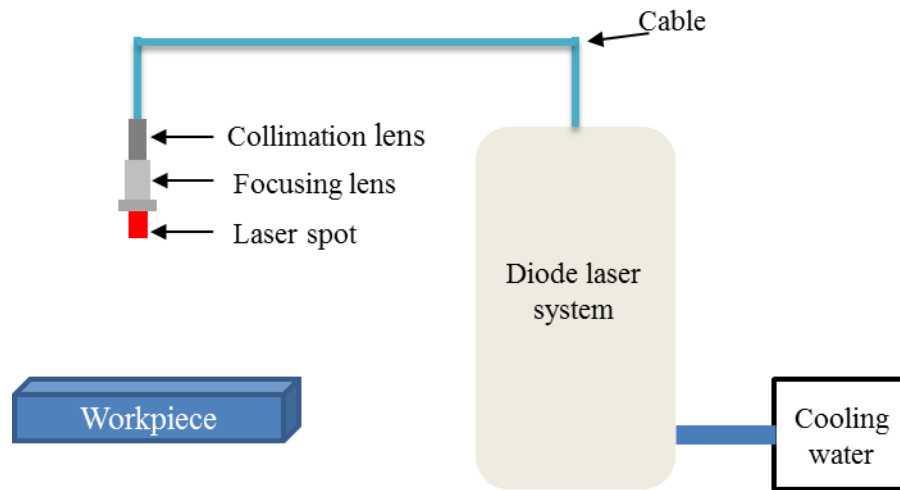 Cable
Collimation lens
Focusing lens
Laser spot
Diode laser
system
Workpiece
Cooling
water